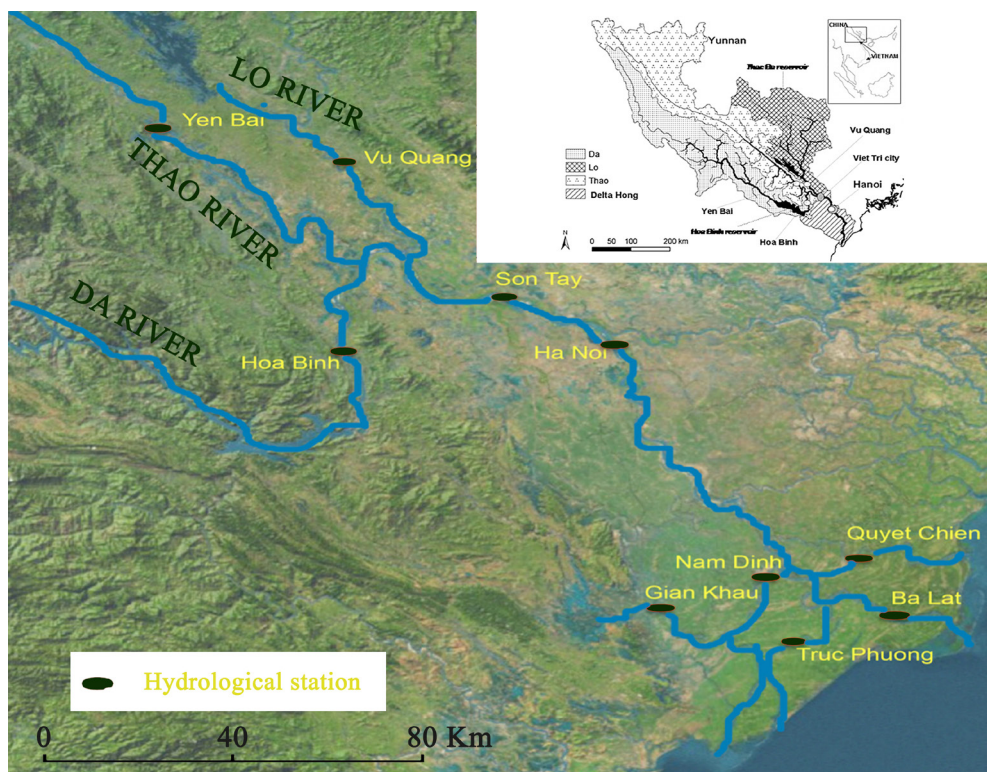 CHINA
VIETNAM
Yunnan
Thac Ba reservoir
Vu Quang
Viet Tri city
Hanoi
Da
Lo
Thao
Delta Hong
Yen Bai
Hoa Binh reservoir
Hoa Binh
N
0 50 100 200 km
LO RIVER
Yen Bai
Vu Quang
THAO RIVER
Son Tay
DA RIVER
Ha Noi
Hoa Binh
Quyet Chien
Nam Dinh
Gian Khau
Ba Lat
Truc Phuong
Hydrological station
0 40 80 Km